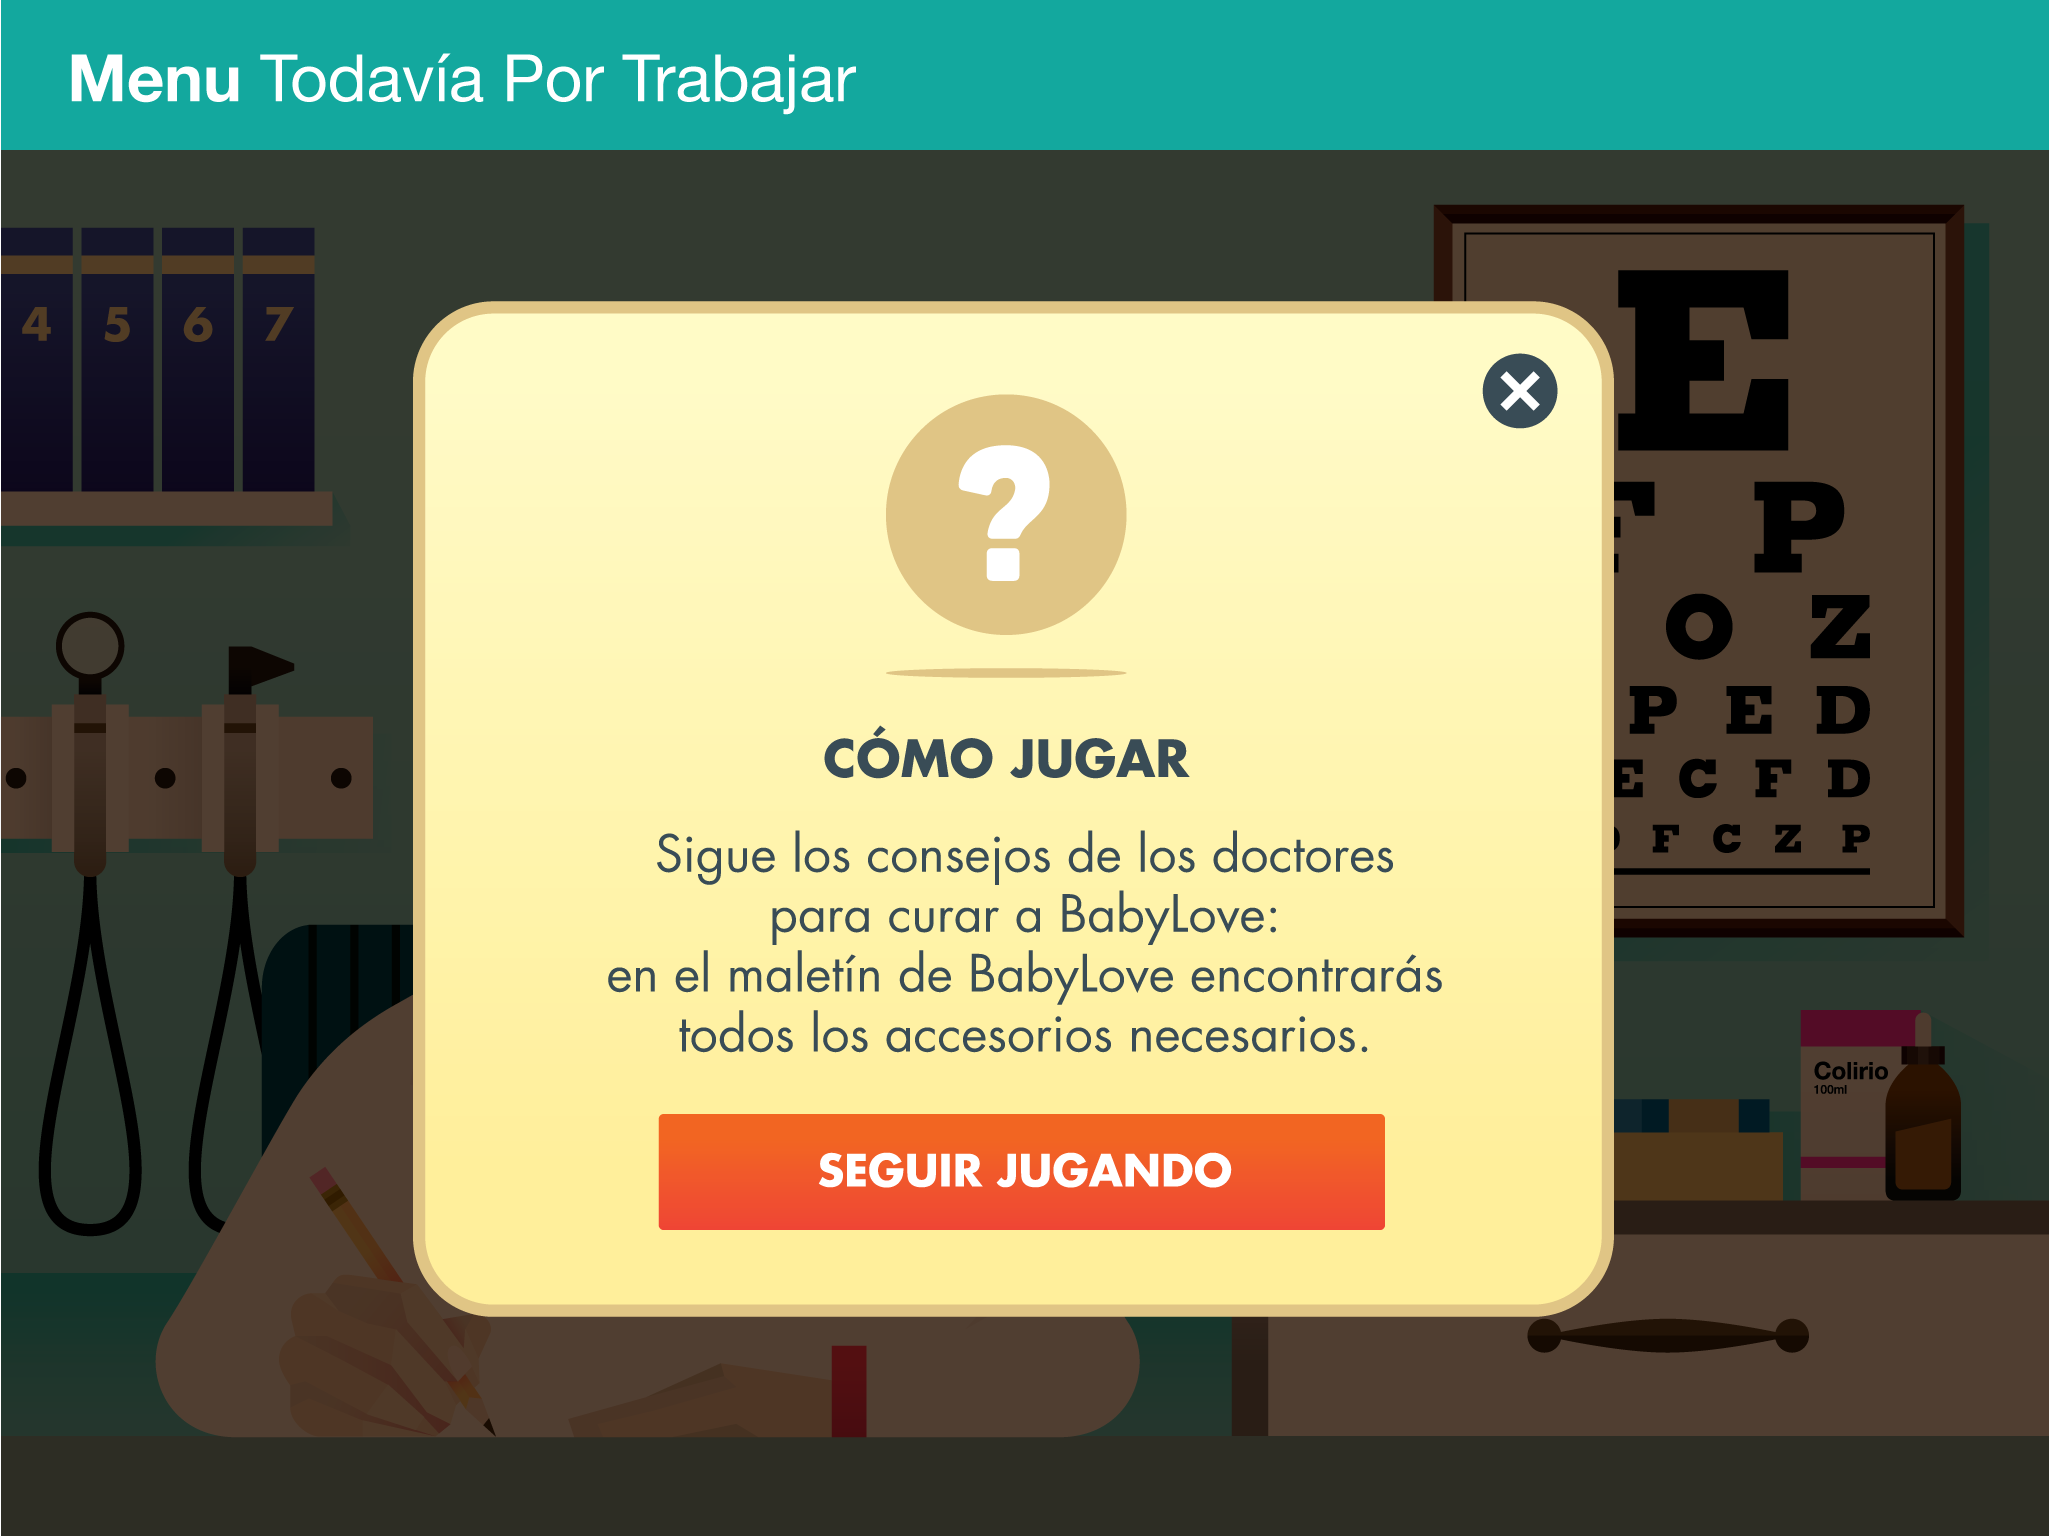 Menu Todavía Por Trabajar
4 5 6 7
E
F P
O Z
P E D
E C F D
F C Z P
CÓMO JUGAR
Sigue los consejos de los doctores
para curar a BabyLove:
en el maletín de BabyLove encontrarás
todos los accesorios necesarios.
SEGUIR JUGANDO
Colirio
100ml